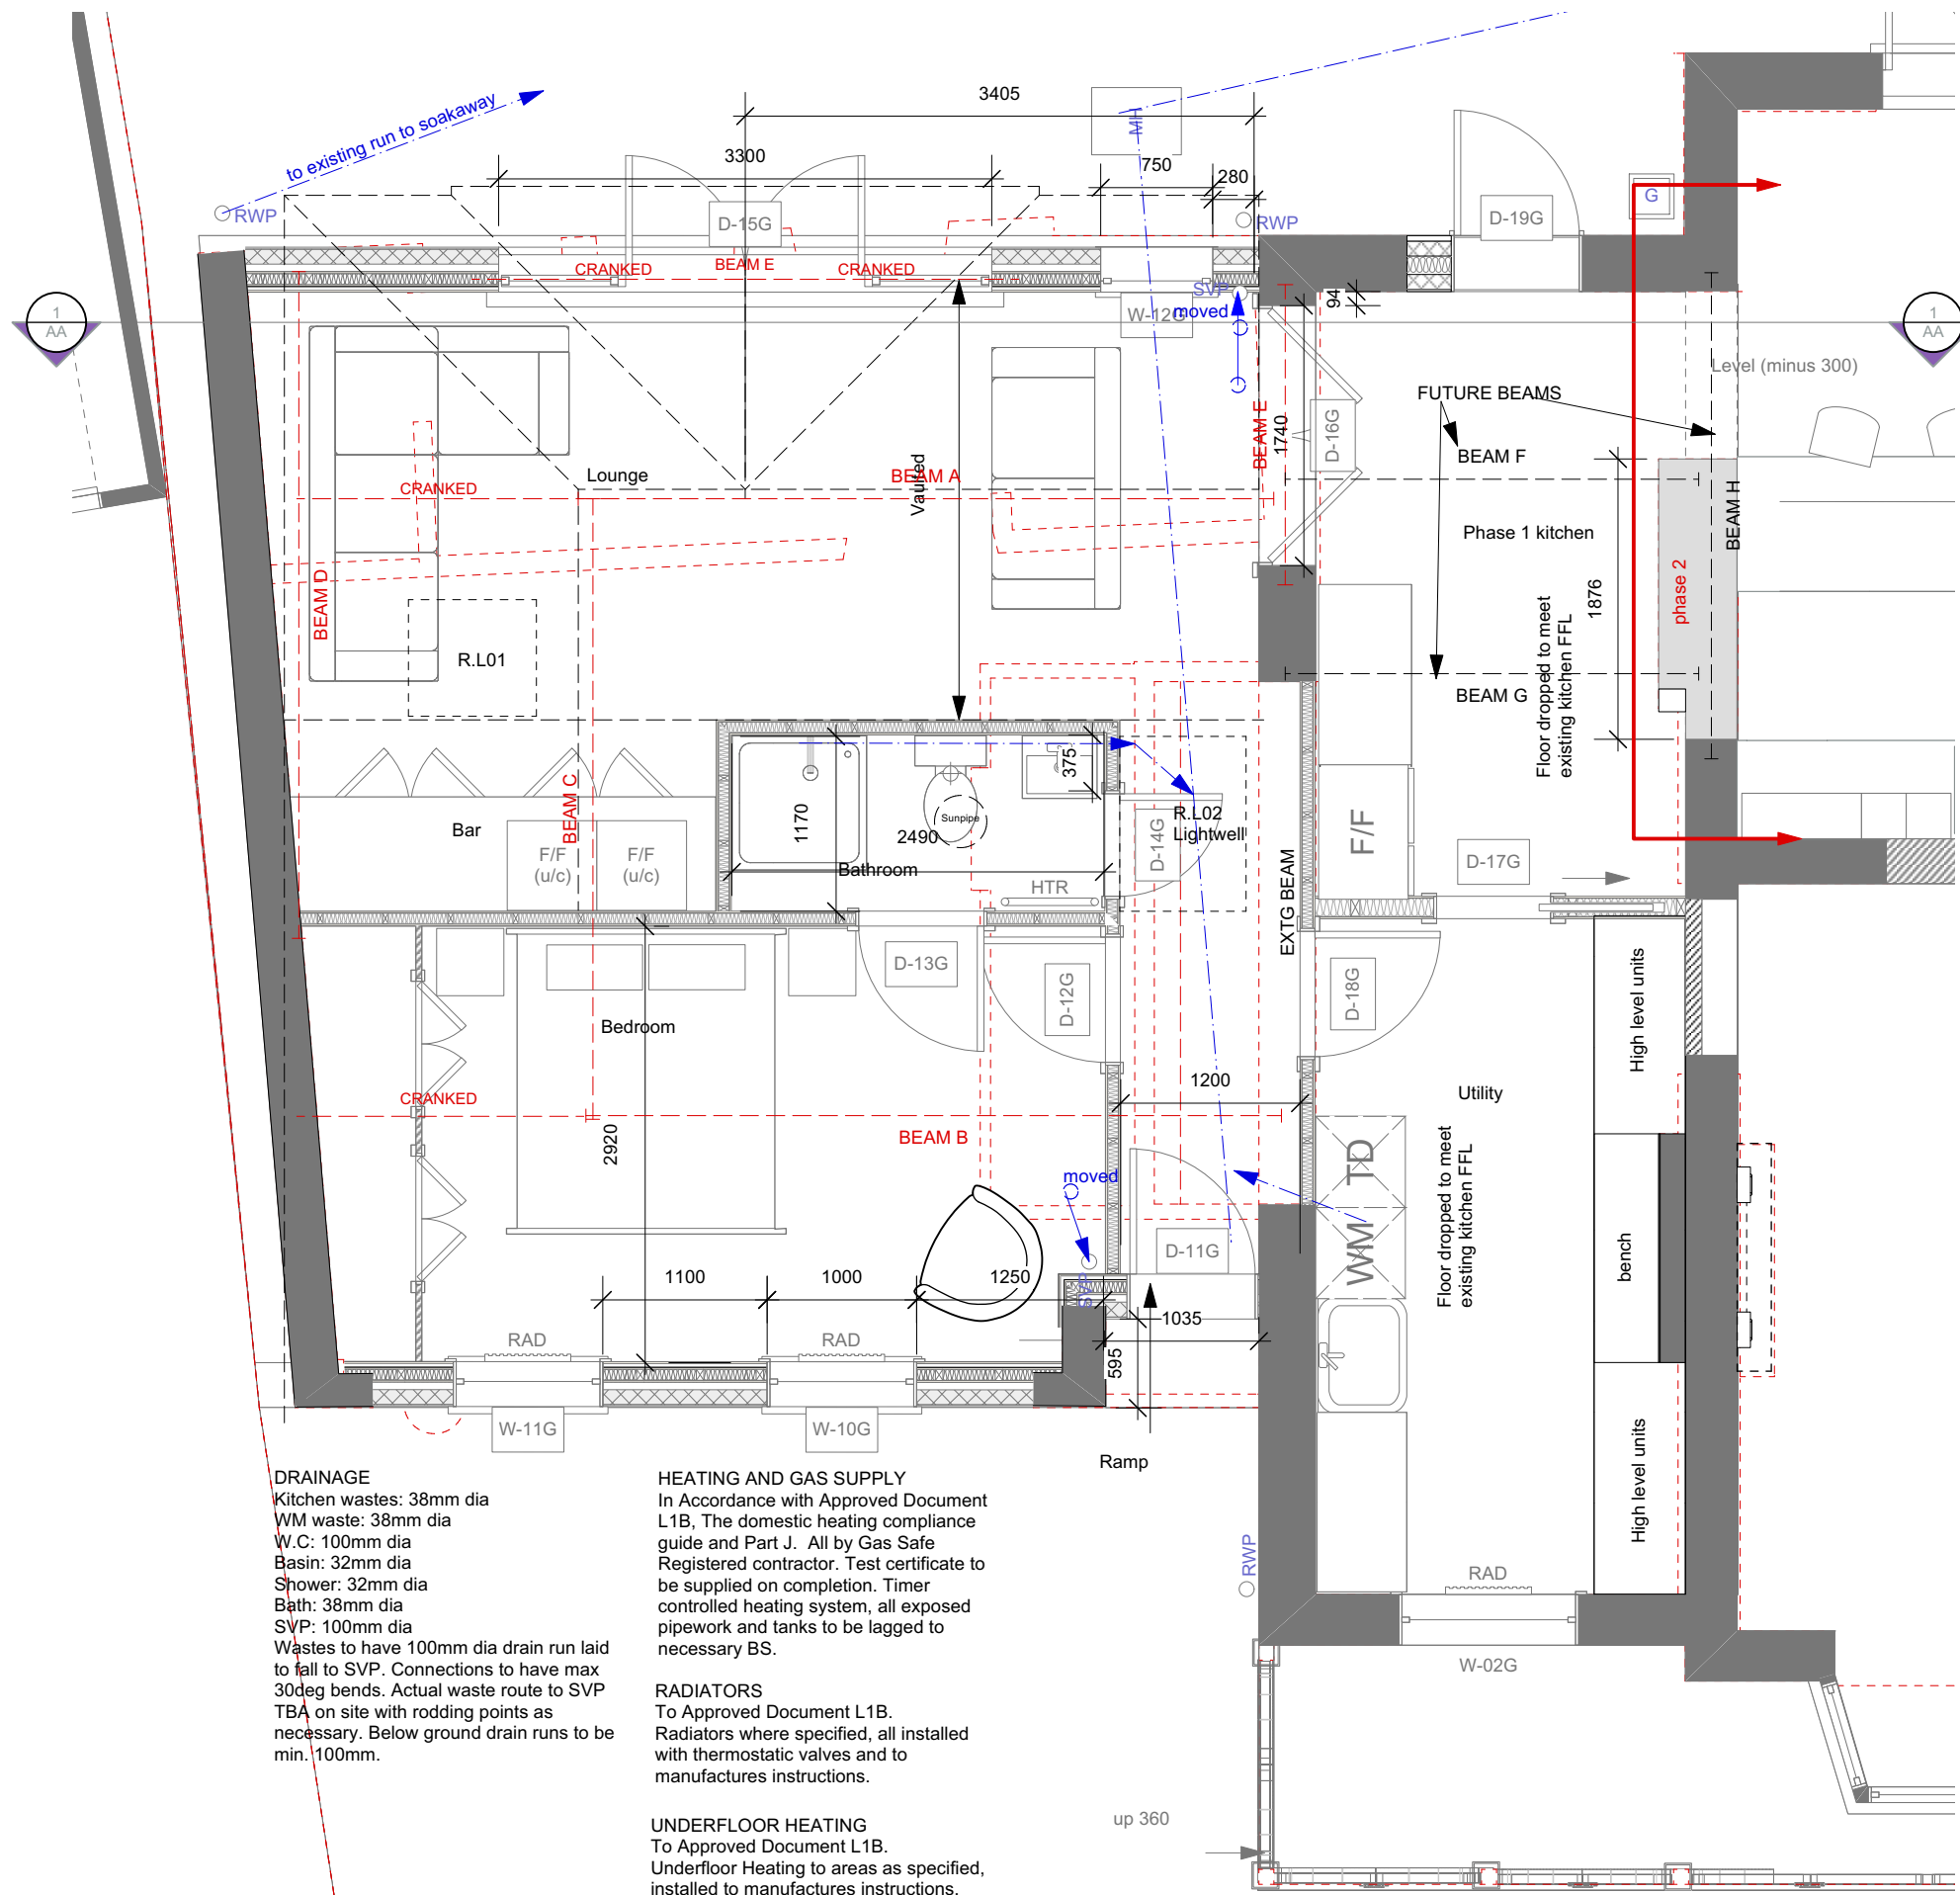 3405
to existing run to soakaway
MH
3300
750
280
G
RWP
D-15G
RWP
D-19G
CRANKED
BEAM E
CRANKED
SVP
94
1
AA
W-12G
moved
1
AA
Level (minus 300)
FUTURE BEAMS
BEAM E
1740
D-16G
BEAM F
Lounge
BEAM A
CRANKED
Vaulted
BEAM H
Phase 1 kitchen
phase 2
1876
BEAM D
Floor dropped to meet
existing kitchen FFL
R.L01
BEAM G
375
BEAM C
1170
Sunpipe
R.L02
Lightwell
Bar
2490
D-14G
F/F
F/F
(u/c)
F/F
(u/c)
Bathroom
D-17G
HTR
EXTG BEAM
D-13G
D-12G
D-18G
High level units
Bedroom
1200
Utility
CRANKED
2920
BEAM B
TD
Floor dropped to meet
existing kitchen FFL
moved
WM
bench
D-11G
1100
1000
1250
SVP
1035
RAD
RAD
595
W-11G
W-10G
High level units
Ramp
DRAINAGE
Kitchen wastes: 38mm dia
WM waste: 38mm dia
W.C: 100mm dia
Basin: 32mm dia
Shower: 32mm dia
Bath: 38mm dia
SVP: 100mm dia
Wastes to have 100mm dia drain run laid
to fall to SVP. Connections to have max
30deg bends. Actual waste route to SVP
TBA on site with rodding points as
necessary. Below ground drain runs to be
min. 100mm.
HEATING AND GAS SUPPLY
In Accordance with Approved Document
L1B, The domestic heating compliance
guide and Part J. All by Gas Safe
Registered contractor. Test certificate to
be supplied on completion. Timer
controlled heating system, all exposed
pipework and tanks to be lagged to
necessary BS.
RADIATORS
To Approved Document L1B.
Radiators where specified, all installed
with thermostatic valves and to
manufactures instructions.
UNDERFLOOR HEATING
To Approved Document L1B.
Underfloor Heating to areas as specified,
installed to manufactures instructions.
RWP
RAD
W-02G
up 360